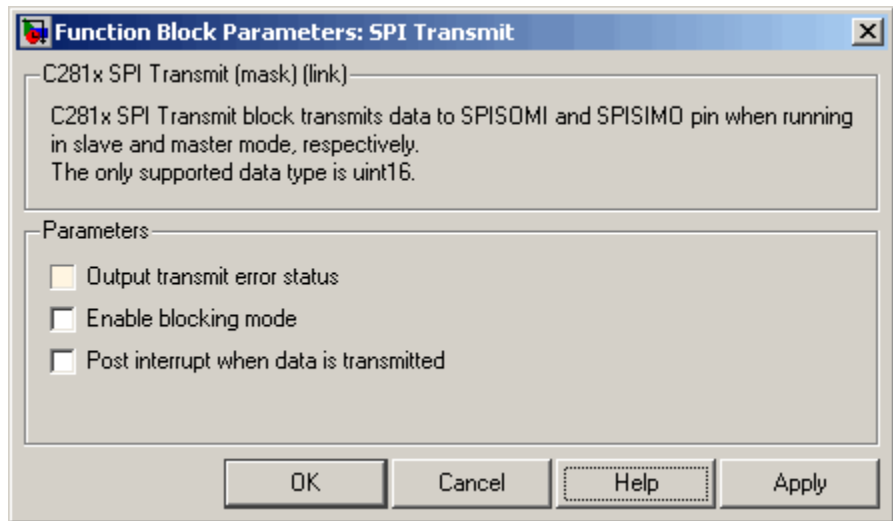 Function Block Parameters: SPI Transmit
C281x SPI Transmit (mask) (link)
C281x SPI Transmit block transmits data to SPISOMI and SPISIMO pin when running
in slave and master mode, respectively.
The only supported data type is uint16.
Parameters
Output transmit error status
Enable blocking mode
Post interrupt when data is transmitted
OK Cancel Help Apply